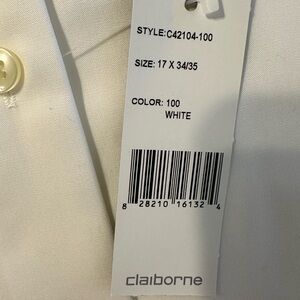 STYLE:C42104-100
SIZE: 17 X 34/35
COLOR: 100
WHITE
8 28210 16132 4
claiborne